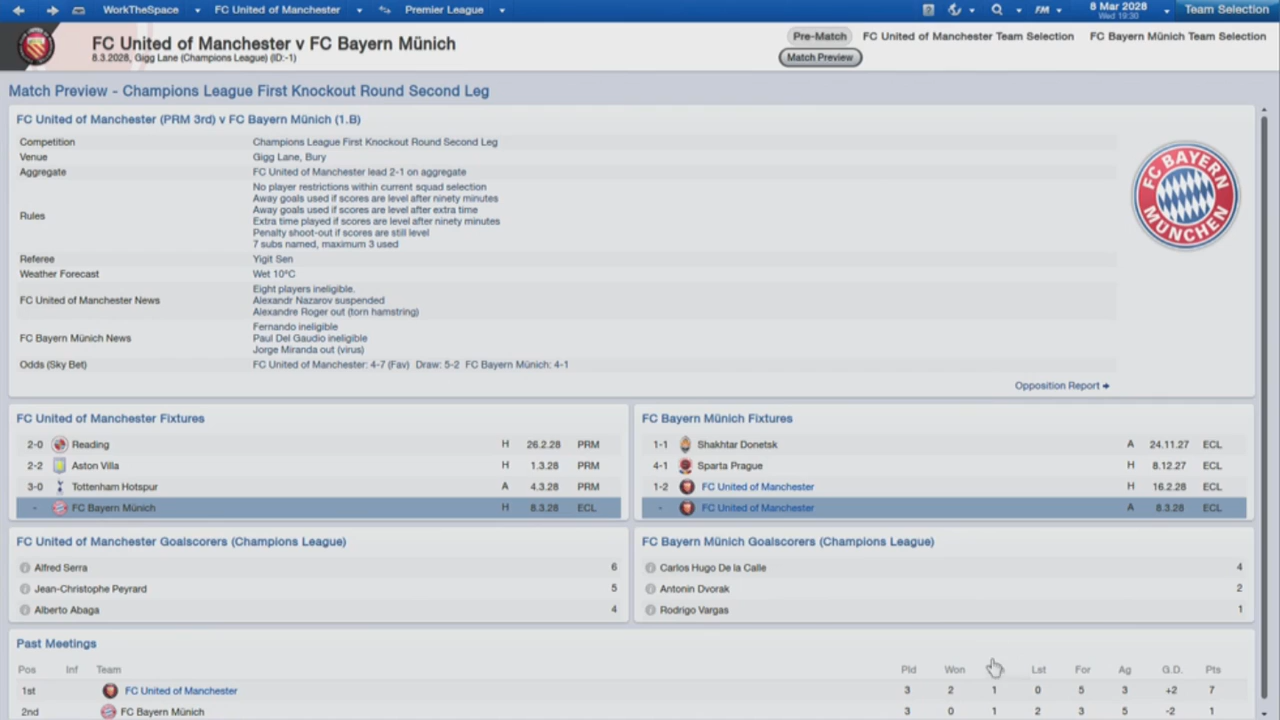 WorkTheSpace FC United of Manchester Premier League FM 8 Mar 2028 Wed 19:30 Team Selection
FC United of Manchester v FC Bayern Münich
8.3.2028, Gigg Lane (Champions League) (ID:-1)
Pre-Match FC United of Manchester Team Selection FC Bayern Münich Team Selection
Match Preview
Match Preview - Champions League First Knockout Round Second Leg
FC United of Manchester (PRM 3rd) v FC Bayern Münich (1.B)
Competition Champions League First Knockout Round Second Leg
Venue Gigg Lane, Bury
Aggregate FC United of Manchester lead 2-1 on aggregate
Rules No player restrictions within current squad selection
Away goals used if scores are level after ninety minutes
Away goals used if scores are level after extra time
Extra time played if scores are level after ninety minutes
Penalty shoot-out if scores are still level
7 subs named, maximum 3 used
Referee Yigit Sen
Weather Forecast Wet 10°C
FC United of Manchester News Eight players ineligible.
Alexandr Nazarov suspended
Alexandre Roger out (torn hamstring)
FC Bayern Münich News Fernando ineligible
Paul Del Gaudio ineligible
Jorge Miranda out (virus)
Odds (Sky Bet) FC United of Manchester: 4-7 (Fav) Draw: 5-2 FC Bayern Münich: 4-1
Opposition Report
FC BAYERN MÜNCHEN
FC United of Manchester Fixtures
2-0 Reading H 26.2.28 PRM
2-2 Aston Villa H 1.3.28 PRM
3-0 Tottenham Hotspur A 4.3.28 PRM
- FC Bayern Münich H 8.3.28 ECL
FC Bayern Münich Fixtures
1-1 Shakhtar Donetsk A 24.11.27 ECL
4-1 Sparta Prague H 8.12.27 ECL
1-2 FC United of Manchester H 16.2.28 ECL
- FC United of Manchester A 8.3.28 ECL
FC United of Manchester Goalscorers (Champions League)
Alfred Serra 6
Jean-Christophe Peyrard 5
Alberto Abaga 4
FC Bayern Münich Goalscorers (Champions League)
Carlos Hugo De la Calle 4
Antonin Dvorak 2
Rodrigo Vargas 1
Past Meetings
Pos Inf Team Pld Won Lst For Ag G.D. Pts
1st FC United of Manchester 3 2 1 0 5 3 +2 7
2nd FC Bayern Münich 3 0 1 2 3 5 -2 1